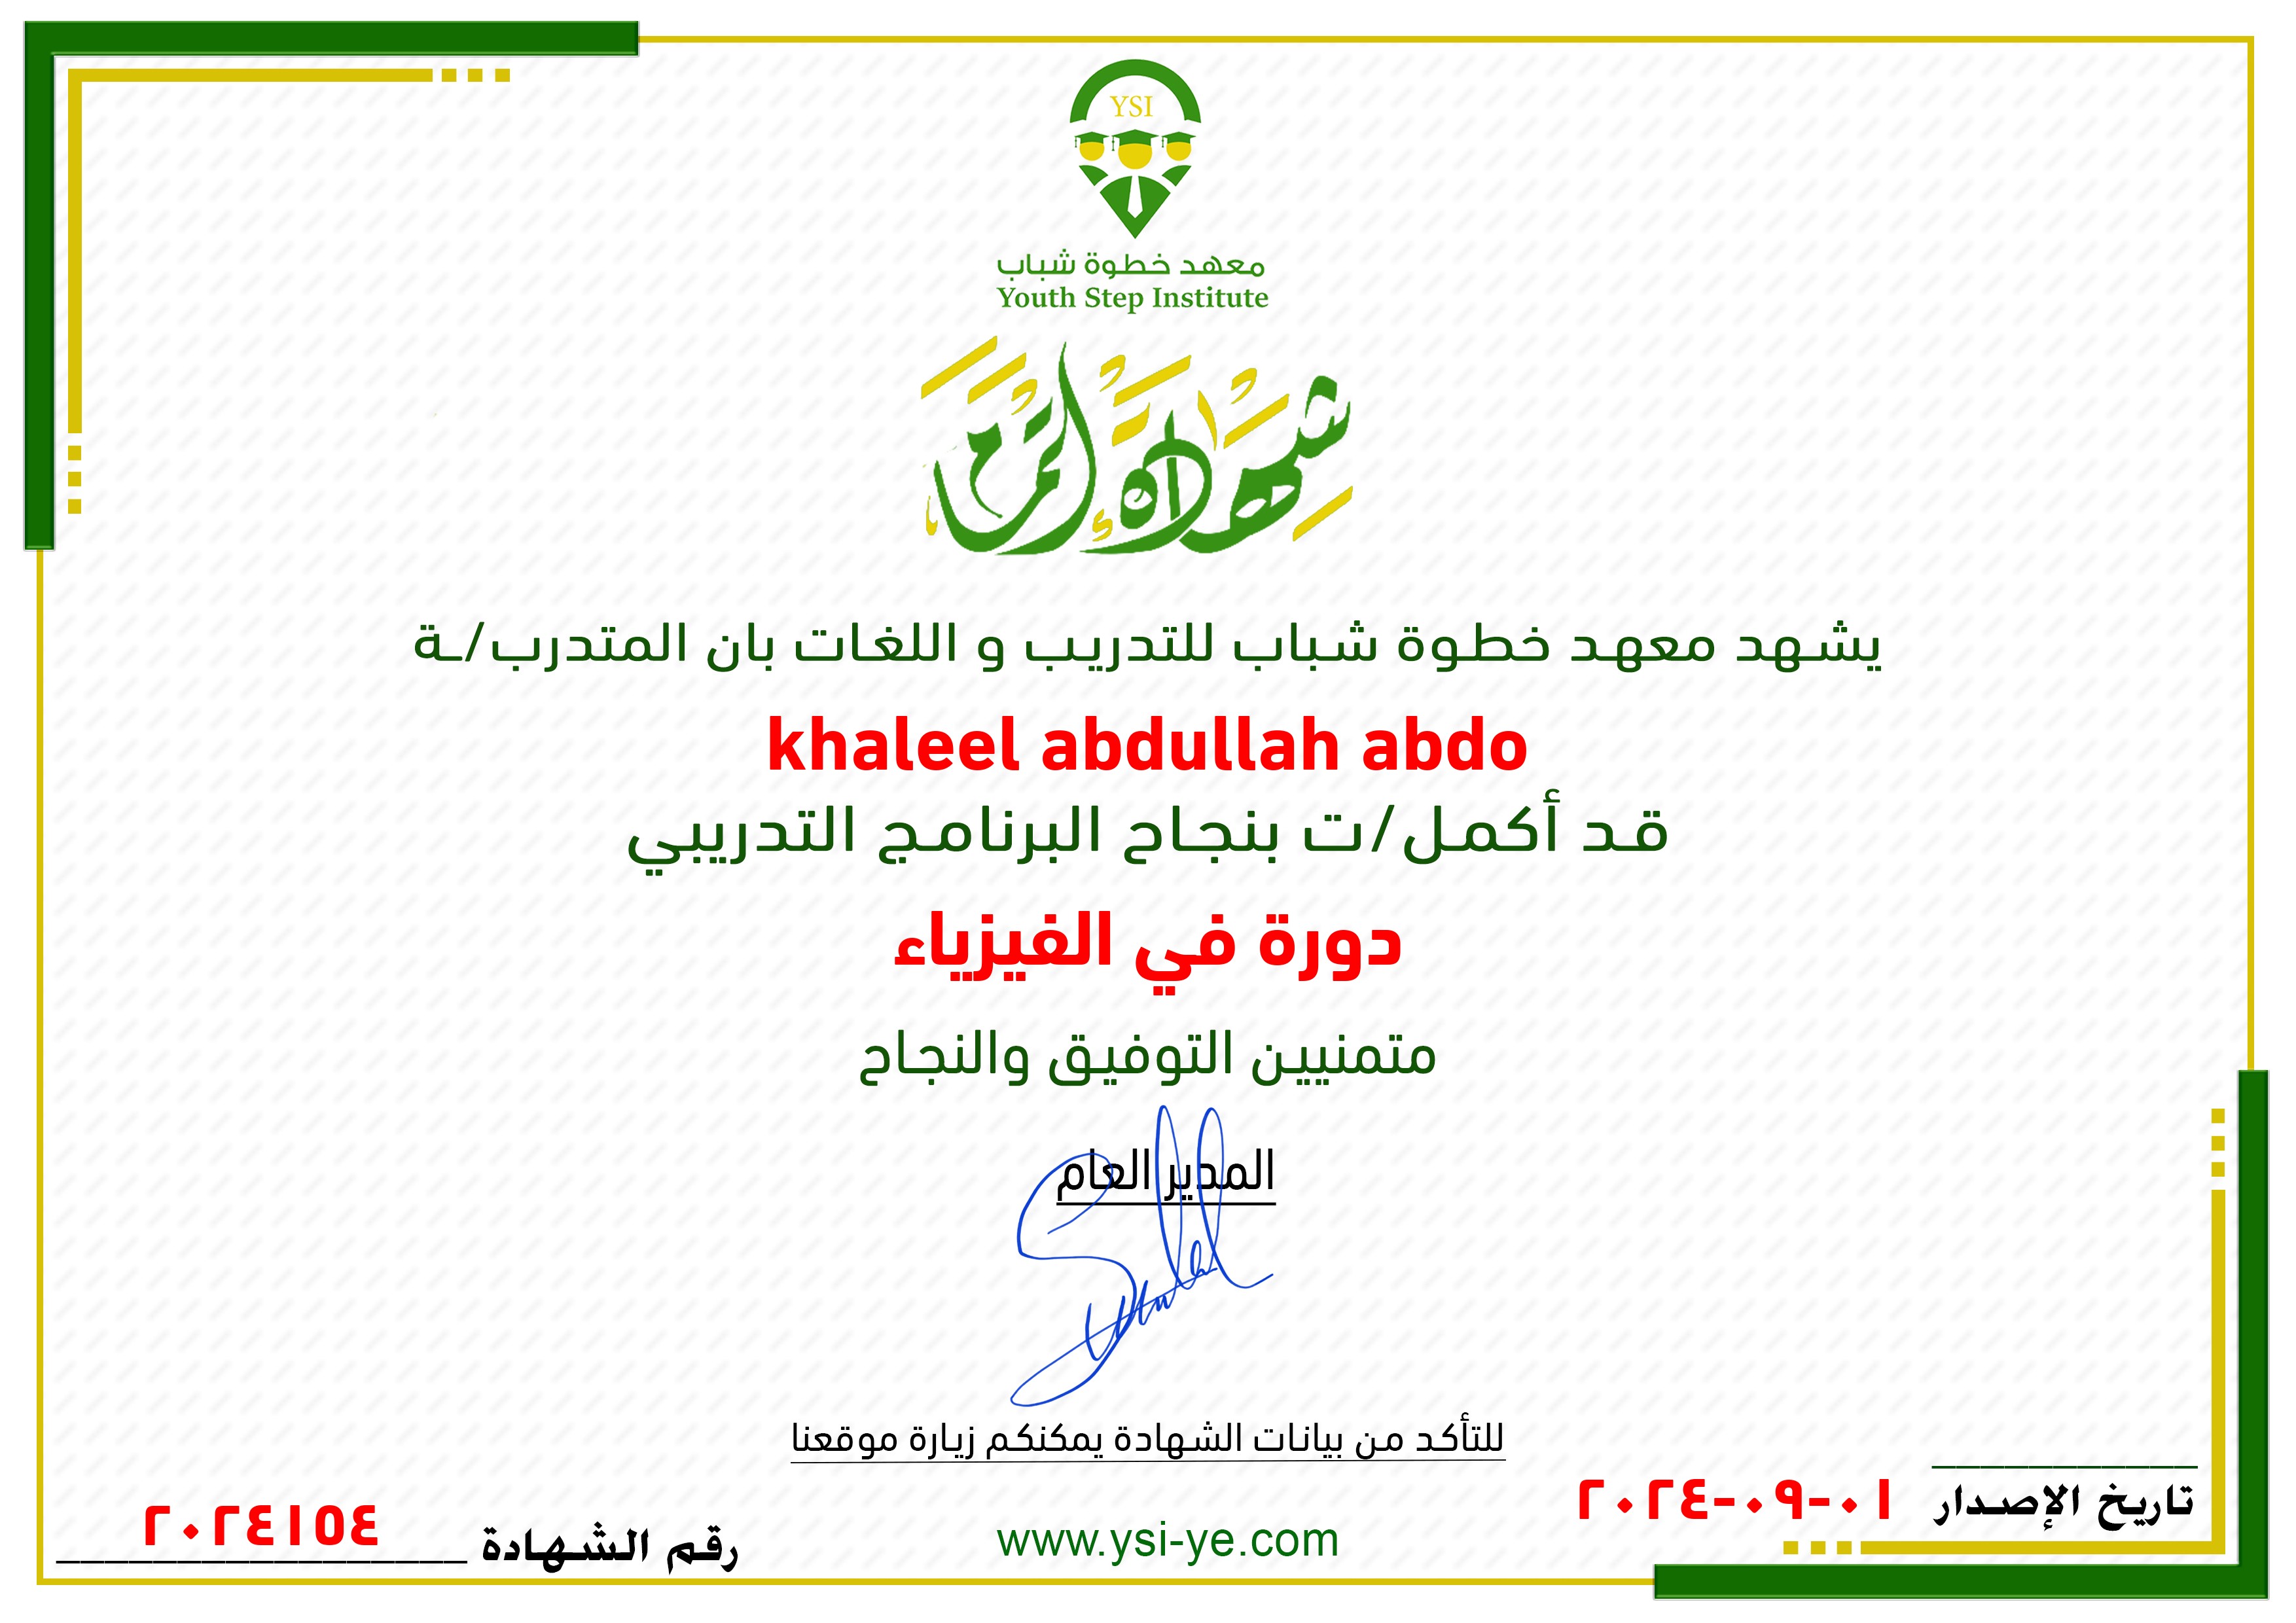 YSI
معهد خطوة شباب
Youth Step Institute
شهادة إتمام
يشهد معهد خطوة شباب للتدريب و اللغات بان المتدرب/ـة
khaleel abdullah abdo
قد أكمل/ت بنجاح البرنامج التدريبي
دورة في الفيزياء
متمنيين التوفيق والنجاح
المدير العام
للتأكد من بيانات الشهادة يمكنكم زيارة موقعنا
تاريخ الإصدار ٢٠٢٤-٠٩-٠١
www.ysi-ye.com
رقم الشهادة ٢٠٢٤١٥٤